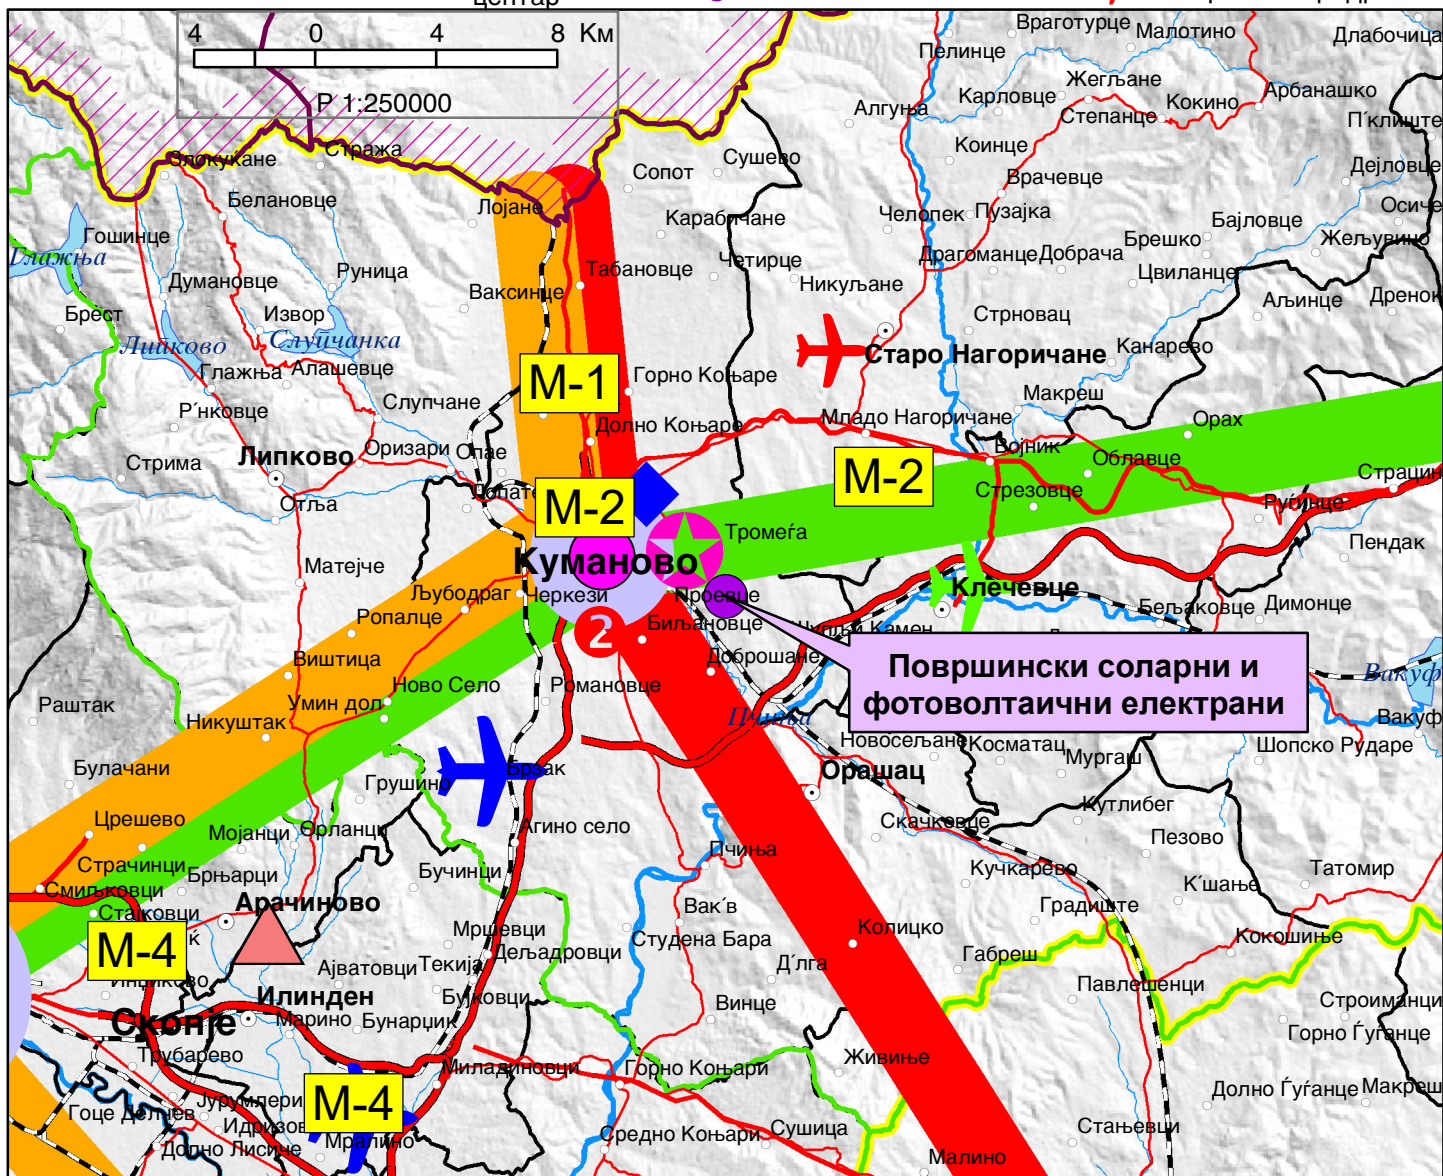 центар
4 0 4 8 Км
Р 1:250000
Враготурце
Малотино
Длабочица
Пелинце
Жегљане
Карловце
Кокино
Арбанашко
Степанце
Алгуња
П'клиште
Коинце
Дејловце
Стража
Злокуќане
Сушево
Сопот
Врачевце
Белановце
Лојане
Карабичане
Челопек
Пузајка
Бајловце
Осиче
Гошинце
Брешко
Жељувино
Глажња
Руница
Табановце
Четирце
Драгоманце
Добрача
Цвиланце
Думановце
Ваксинце
Никуљане
Аљинце
Дренок
Брест
Извор
Стрновац
Липково
Слупчанка
Старо Нагоричане
Канарево
Глажња
Алашевце
М-1
Горно Коњаре
Макреш
Р'нковце
Слупчане
Долно Коњаре
Младо Нагоричане
Орах
Липково
Оризари
Опае
Војник
Облавце
Стрима
М-2
Страцин
Стрезовце
Отља
М-2
Руѓинце
Тромеѓа
Пендак
Матејче
Куманово
Клечевце
Љубодраг
Черкези
Проевце
Ропалце
Биљановце
Бељаковце
Димонце
2
Виштица
Доброшане
Површински соларни и
фотоволтаични електрани
Вакуф
Ново Село
Романовце
Умин дол
Раштак
Никуштак
Пчиња
Вакуф
Новосељане
Косматац
Шопско Рударе
Мургаш
Булачани
Брзак
Орашац
Грушино
Кутлибег
Црешево
Мојанци
Орланци
Агино село
Скачковце
Пезово
Пчиња
Страчинци
Брњарци
Бучинци
Кучкарево
Татомир
Смиљковци
К'шање
Стајковци
Арачиново
Вак'в
Градиште
М-4
Мршевци
Студена Бара
Колицко
Кокошиње
Дељадровци
Габреш
Ајватовци
Текија
Д'лга
Павлешенци
Илинден
Бујковци
Винце
Строиманци
Скопје
Марино
Бунарџик
Горно Ѓуѓанце
Трубарево
Миладиновци
Горно Коњари
Живиње
Долно Ѓуѓанце
Макреш
Јурумлери
М-4
Гоце Делчев
Средно Коњари
Сушица
Стањевци
Долно Лисиче
Мралино
Малино